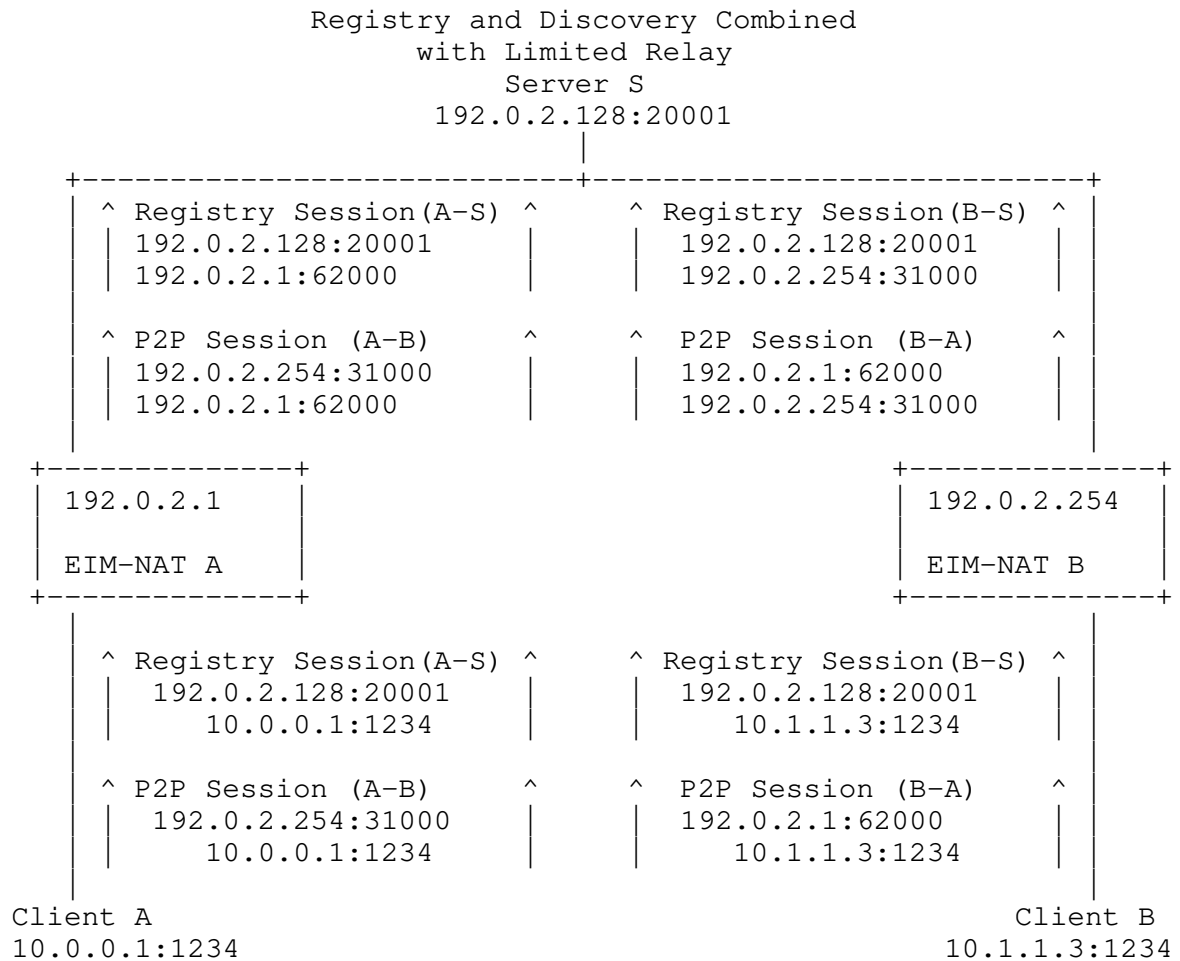 Registry and Discovery Combined
with Limited Relay
Server S
192.0.2.128:20001
^ Registry Session(A-S) ^ ^ Registry Session(B-S) ^
192.0.2.128:20001 192.0.2.128:20001
192.0.2.1:62000 192.0.2.254:31000
^ P2P Session (A-B) ^ ^ P2P Session (B-A) ^
192.0.2.254:31000 192.0.2.1:62000
192.0.2.1:62000 192.0.2.254:31000
192.0.2.1 192.0.2.254
EIM-NAT A EIM-NAT B
^ Registry Session(A-S) ^ ^ Registry Session(B-S) ^
192.0.2.128:20001 192.0.2.128:20001
10.0.0.1:1234 10.1.1.3:1234
^ P2P Session (A-B) ^ ^ P2P Session (B-A) ^
192.0.2.254:31000 192.0.2.1:62000
10.0.0.1:1234 10.1.1.3:1234
Client A Client B
10.0.0.1:1234 10.1.1.3:1234